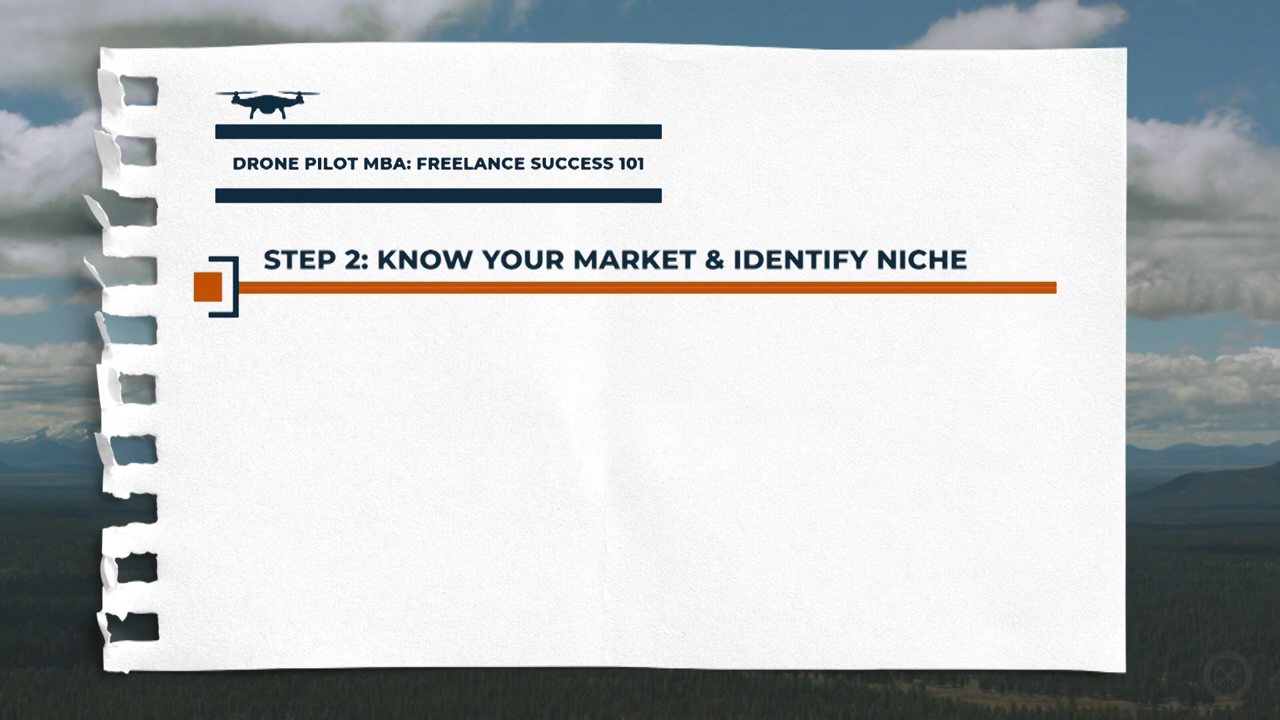 DRONE PILOT MBA: FREELANCE SUCCESS 101
STEP 2: KNOW YOUR MARKET & IDENTIFY NICHE